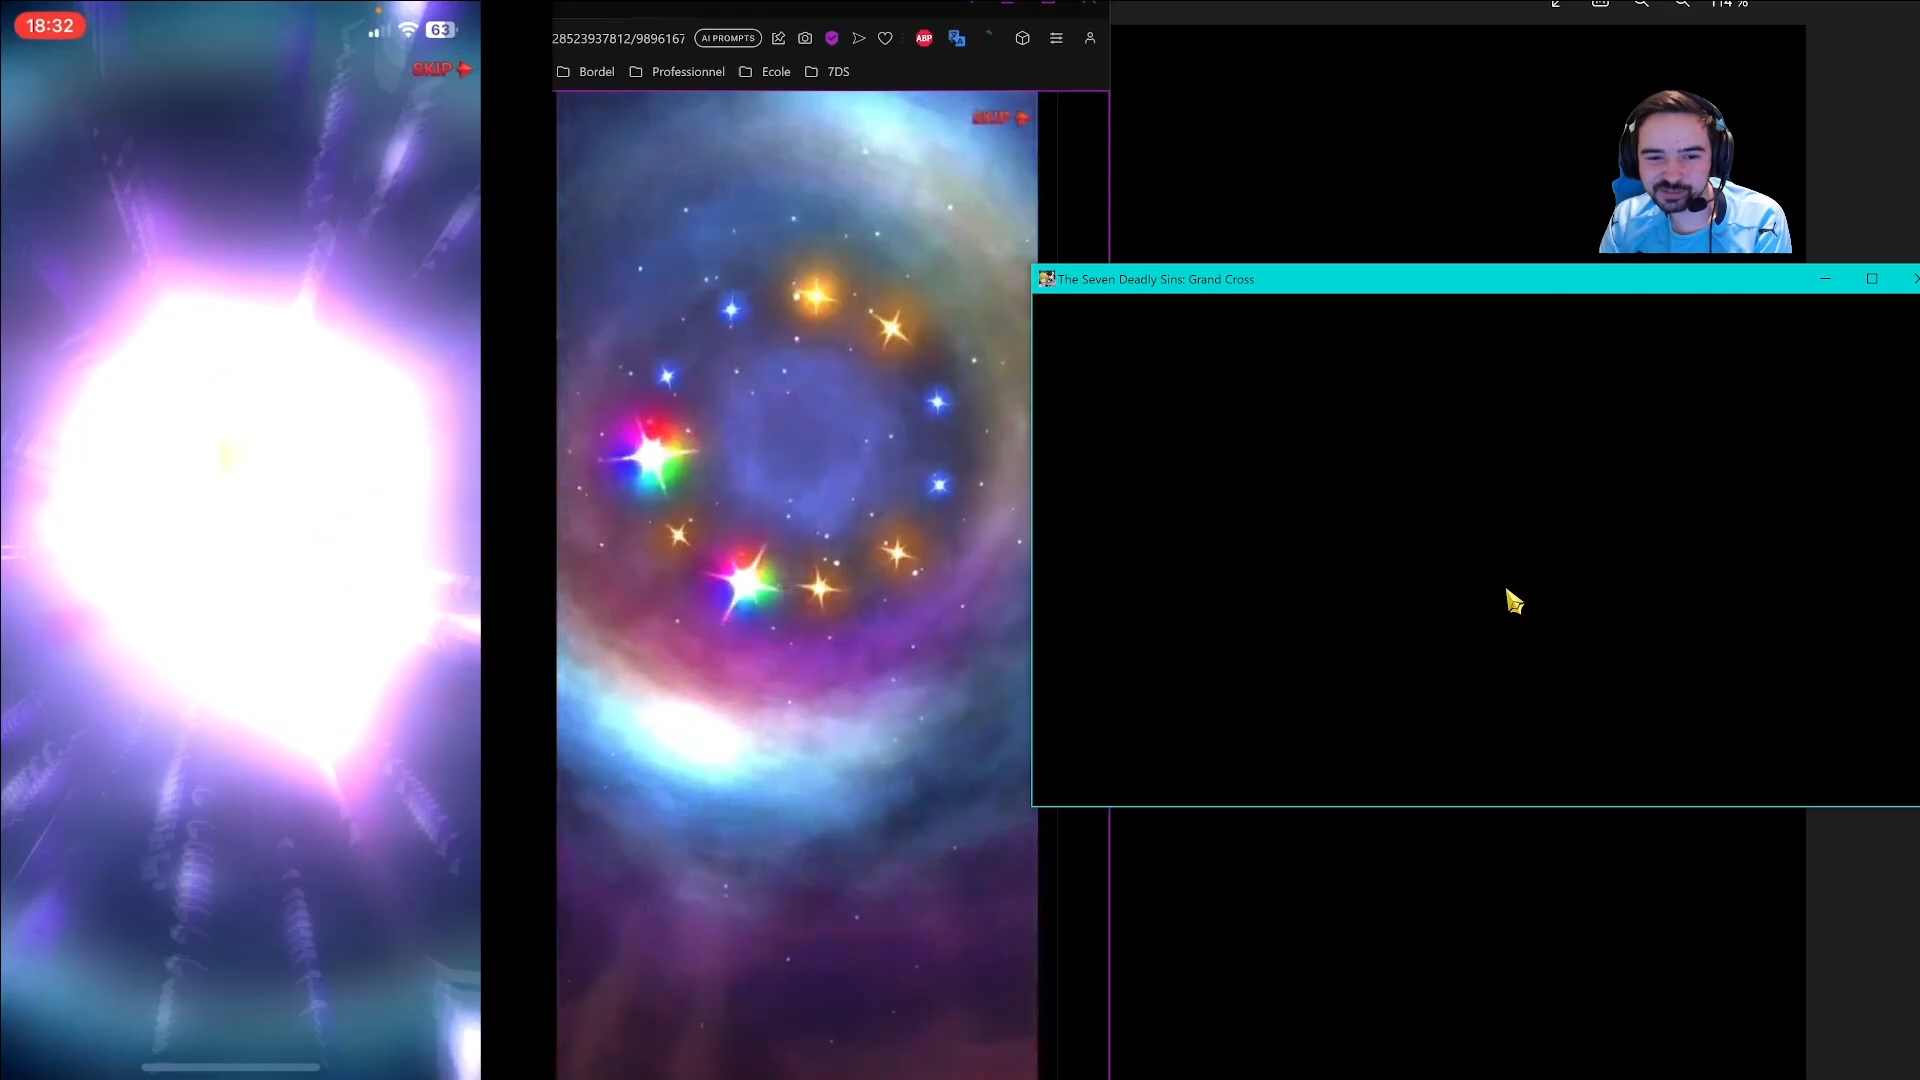 18:32
63
SKIP
28523937812/9896167
AI PROMPTS
ABP
Bordel
Professionnel
Ecole
7DS
SKIP
The Seven Deadly Sins: Grand Cross